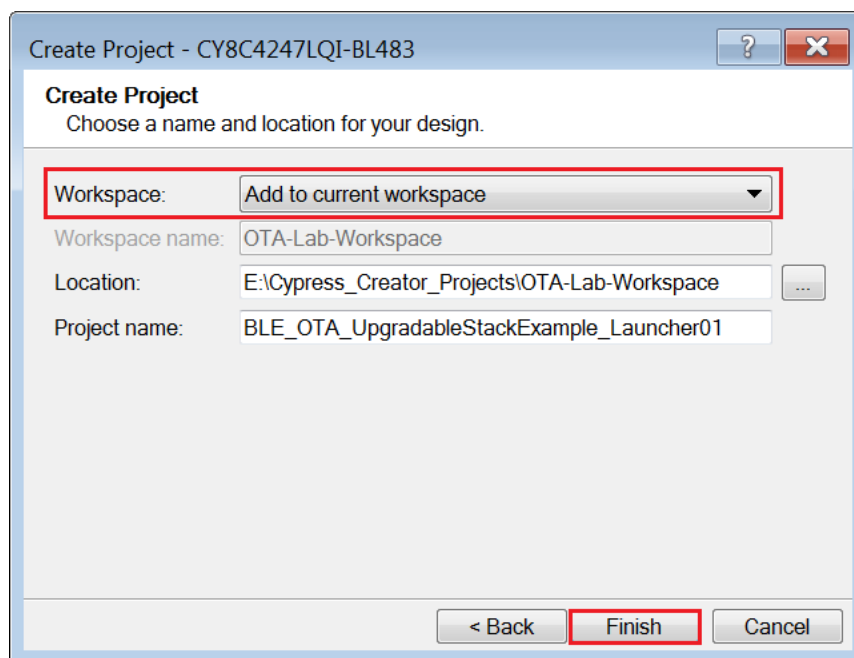 Create Project - CY8C4247LQI-BL483
?
Create Project
Choose a name and location for your design.
Workspace: Add to current workspace
Workspace name: OTA-Lab-Workspace
Location: E:\Cypress_Creator_Projects\OTA-Lab-Workspace ...
Project name: BLE_OTA_UpgradableStackExample_Launcher01
< Back Finish Cancel